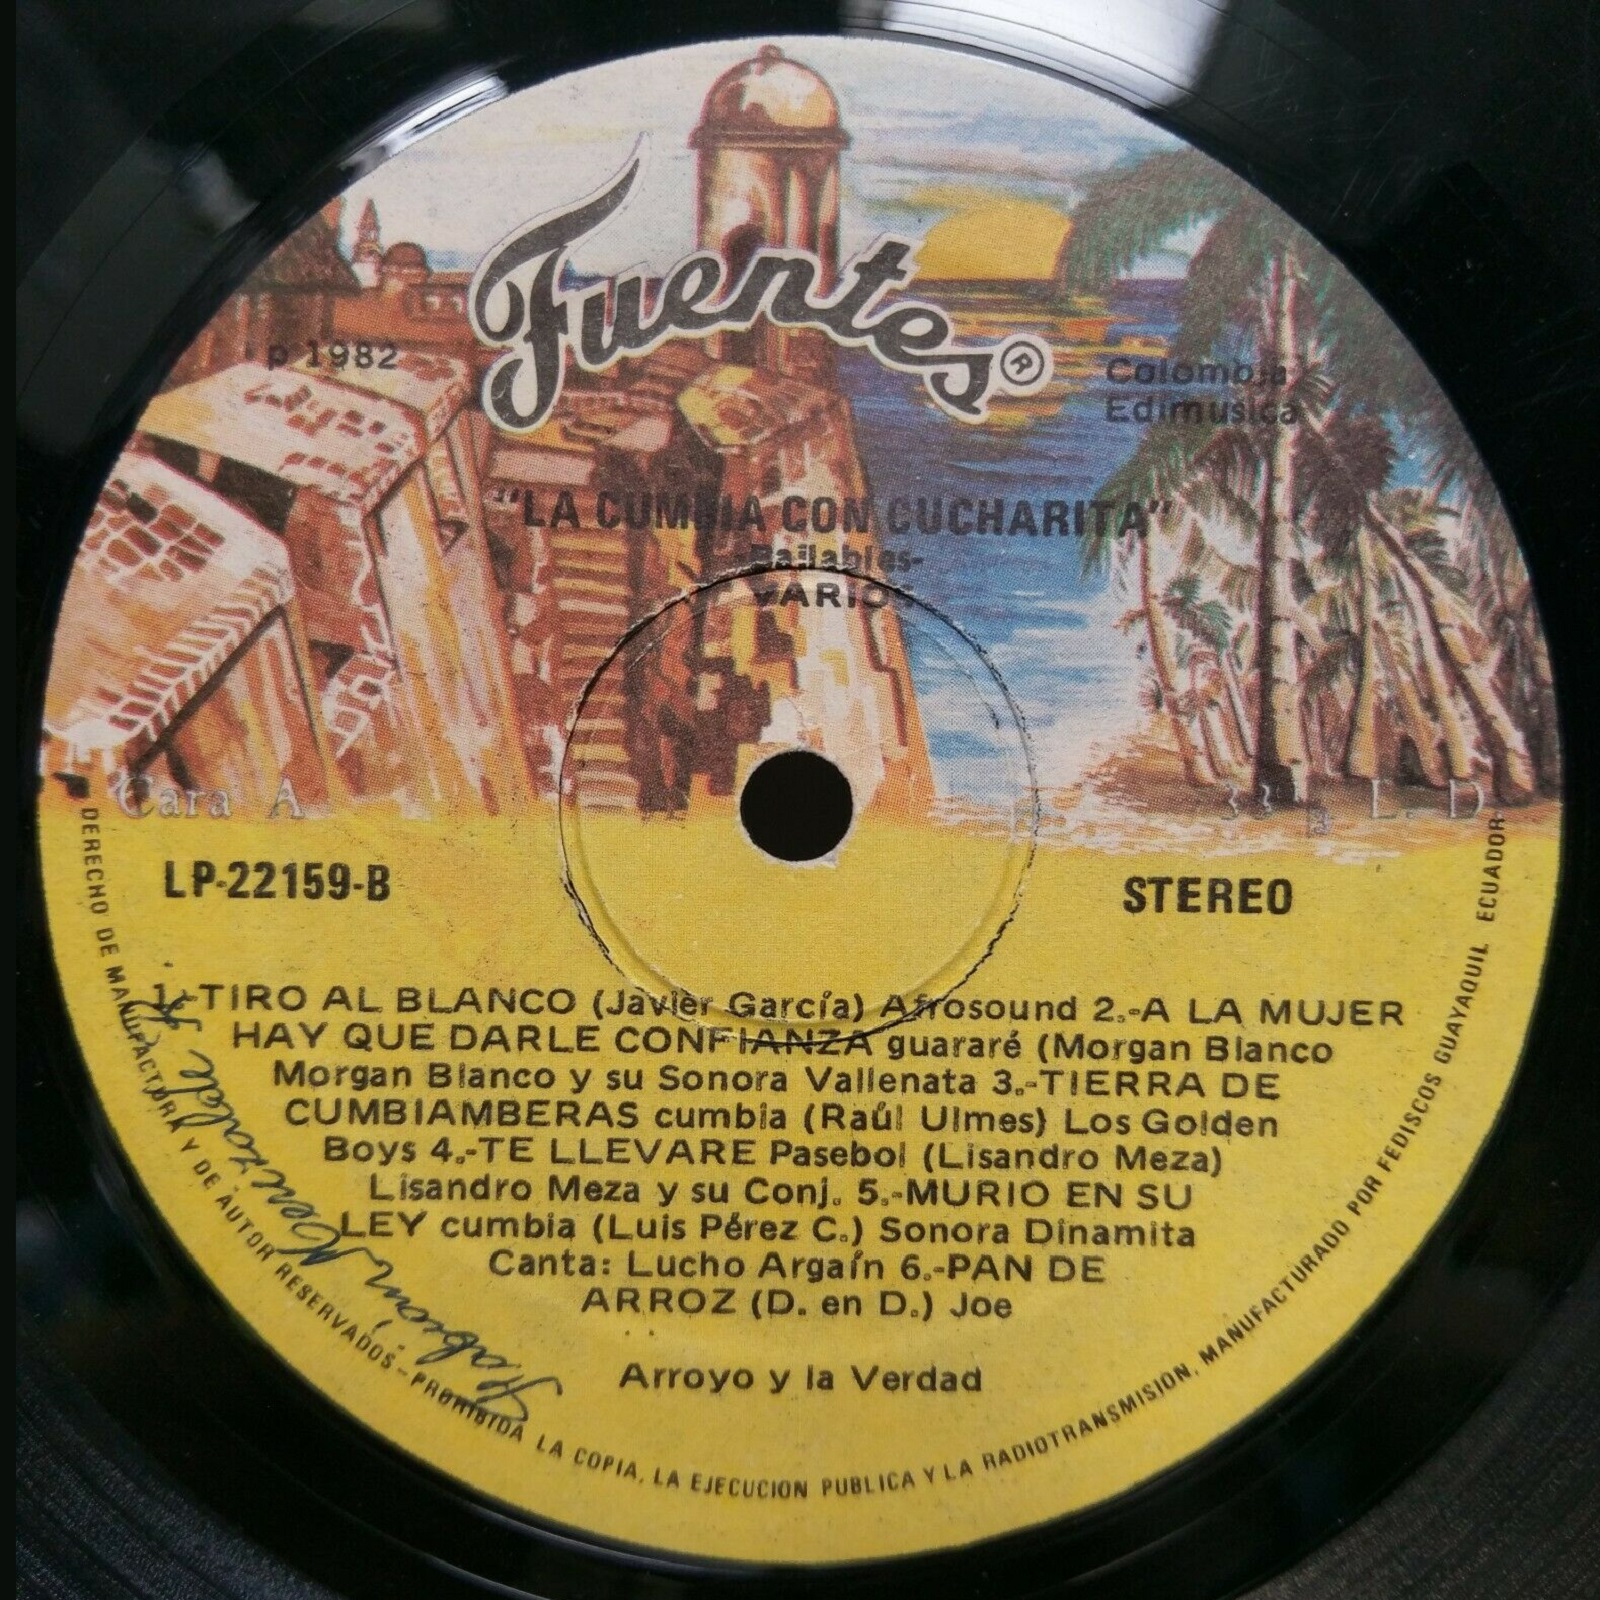 Fuentes®
p 1982
Colombia
Edimusica
"LA CUMBIA CON CUCHARITA"
-Bailables-
VARIOS
Cara A
33 L. D.
LP-22159-B
STEREO
1.-TIRO AL BLANCO (Javier García) Afrosound 2.-A LA MUJER
HAY QUE DARLE CONFIANZA guararé (Morgan Blanco
Morgan Blanco y su Sonora Vallenata 3.-TIERRA DE
CUMBIAMBERAS cumbia (Raúl Ulmes) Los Golden
Boys 4.-TE LLEVARE Pasebol (Lisandro Meza)
Lisandro Meza y su Conj. 5.-MURIO EN SU
LEY cumbia (Luis Pérez C.) Sonora Dinamita
Canta: Lucho Argaín 6.-PAN DE
ARROZ (D. en D.) Joe
Arroyo y la Verdad
DERECHO DE MANUFACTURA Y DE AUTOR RESERVADOS - PROHIBIDA LA COPIA, LA EJECUCION PUBLICA Y LA RADIOTRANSMISION, MANUFACTURADO POR FEDISCOS GUAYAQUIL ECUADOR-